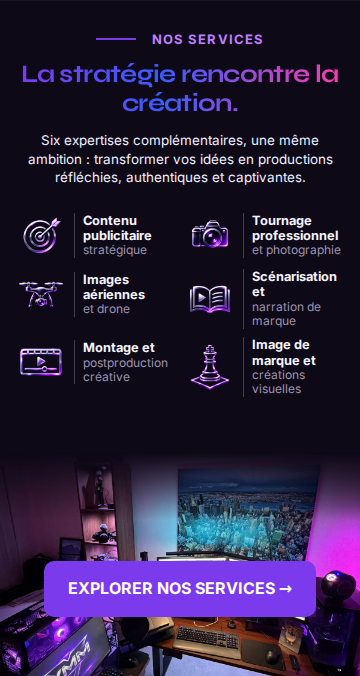 NOS SERVICES
La stratégie rencontre la
création.
Six expertises complémentaires, une même
ambition : transformer vos idées en productions
réfléchies, authentiques et captivantes.
Contenu
publicitaire
stratégique
Tournage
professionnel
et photographie
Images
aériennes
et drone
Scénarisation
et
narration de
marque
Montage et
postproduction
créative
Image de
marque et
créations
visuelles
EXPLORER NOS SERVICES →